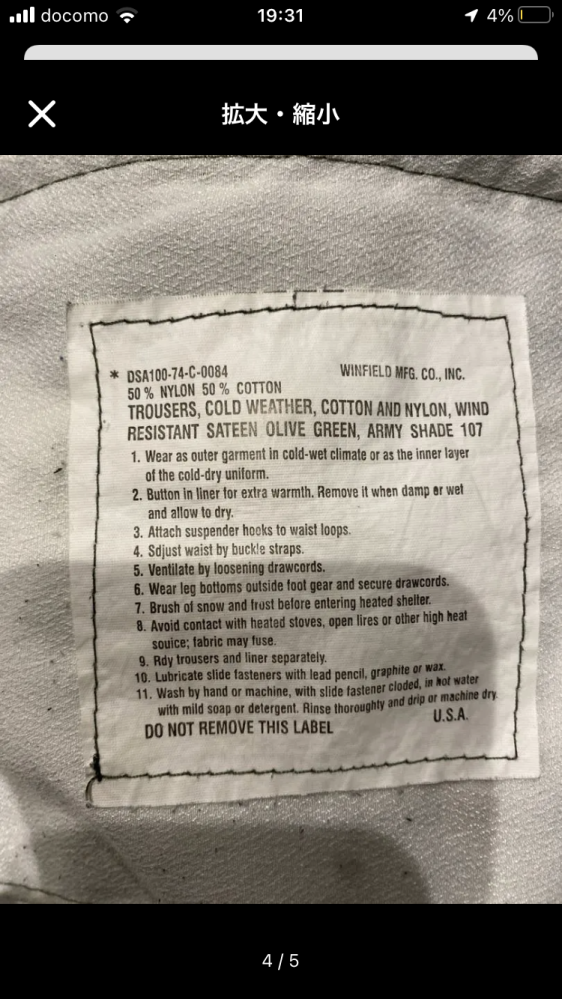 docomo 19:31 4%
拡大・縮小
* DSA100-74-C-0084 WINFIELD MFG. CO., INC.
50 % NYLON 50 % COTTON
TROUSERS, COLD WEATHER, COTTON AND NYLON, WIND
RESISTANT SATEEN OLIVE GREEN, ARMY SHADE 107
1. Wear as outer garment in cold-wet climate or as the inner layer
of the cold-dry uniform.
2. Button in liner for extra warmth. Remove it when damp or wet
and allow to dry.
3. Attach suspender hooks to waist loops.
4. Sdjust waist by buckle straps.
5. Ventilate by loosening drawcords.
6. Wear leg bottoms outside foot gear and secure drawcords.
7. Brush of snow and frust before entering heated shelter.
8. Avoid contact with heated stoves, open lires or other high heat
souice; fabric may fuse.
9. Rdy trousers and liner separately.
10. Lubricate slide fasteners with lead pencil, graphite or wax.
11. Wash by hand or machine, with slide fastener cloded, in hot water
with mild soap or detergent. Rinse thoroughty and drip or machine dry.
DO NOT REMOVE THIS LABEL U.S.A.
4 / 5